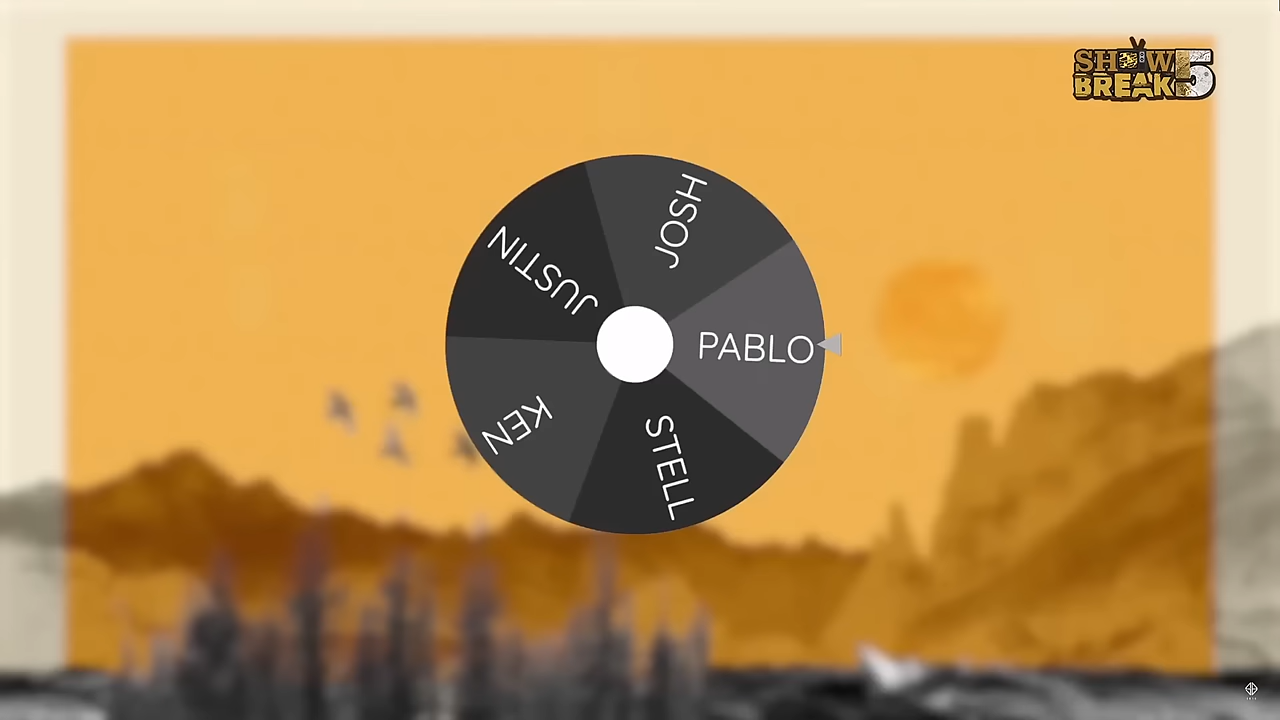 SHOW
BREAK 5
JOSH
JUSTIN
PABLO
KEN
STELL